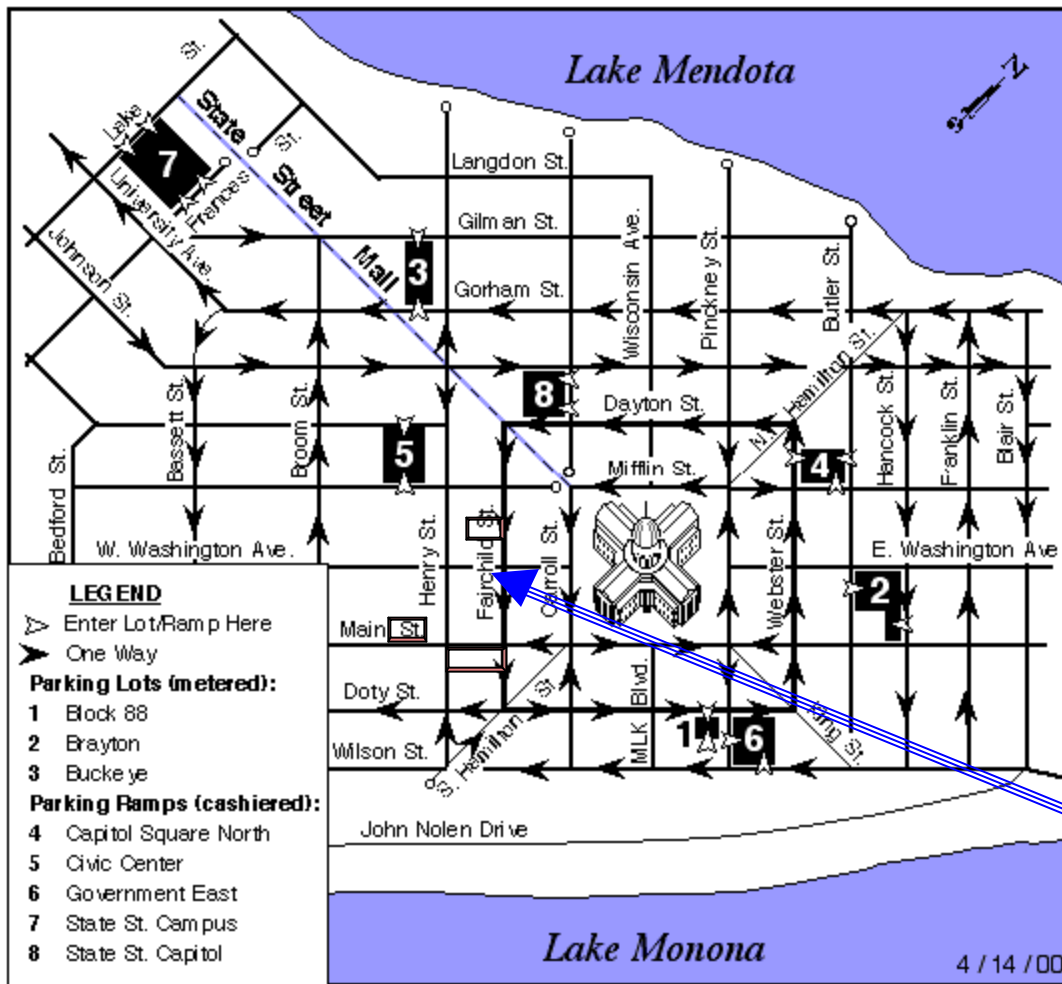 Lake Mendota
N
St.
Lake
State
Street
Mall
St.
7
Frances
University Ave.
Johnson St.
Langdon St.
Gilman St.
3
Gorham St.
Wisconsin Ave.
Pinckney St.
Butler St.
N. Hamilton St.
Hancock St.
Franklin St.
Blair St.
8
Dayton St.
Bassett St.
Broom St.
5
4
Mifflin St.
Bedford St.
W. Washington Ave.
E. Washington Ave
Henry St.
Fairchild St.
Carroll St.
Webster St.
2
Main St.
Doty St.
MLK Blvd.
King St.
1
6
Wilson St.
S. Hamilton St
John Nolen Drive
LEGEND
Enter Lot/Ramp Here
One Way
Parking Lots (metered):
1 Block 88
2 Brayton
3 Buckeye
Parking Ramps (cashiered):
4 Capitol Square North
5 Civic Center
6 Government East
7 State St. Campus
8 State St. Capitol
Lake Monona
4 / 14 / 00